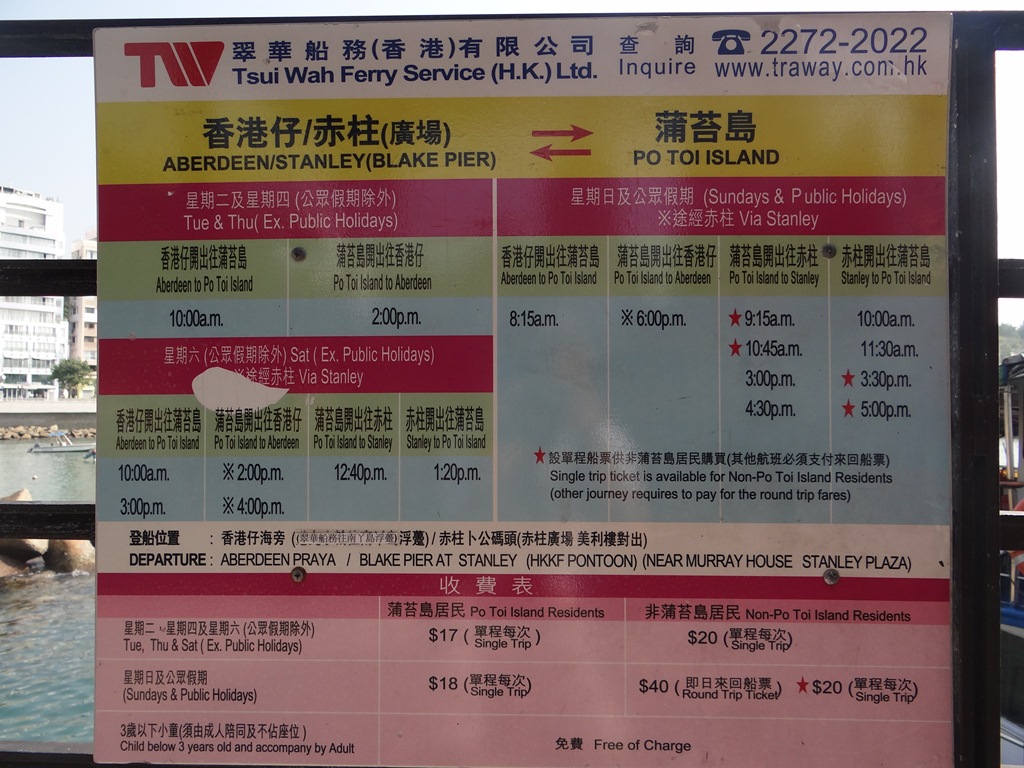 TW 翠華船務(香港)有限公司 查詢 ☎ 2272-2022
Tsui Wah Ferry Service (H.K.) Ltd. Inquire www.traway.com.hk
香港仔/赤柱(廣場) ⇄ 蒲苔島
ABERDEEN/STANLEY(BLAKE PIER) PO TOI ISLAND
星期二及星期四 (公眾假期除外)
Tue & Thu( Ex. Public Holidays)
香港仔開出往蒲苔島 蒲苔島開出往香港仔
Aberdeen to Po Toi Island Po Toi Island to Aberdeen
10:00a.m. 2:00p.m.
星期六 (公眾假期除外) Sat ( Ex. Public Holidays)
途經赤柱 Via Stanley
香港仔開出往蒲苔島 蒲苔島開出往香港仔 蒲苔島開出往赤柱 赤柱開出往蒲苔島
Aberdeen to Po Toi Island Po Toi Island to Aberdeen Po Toi Island to Stanley Stanley to Po Toi Island
10:00a.m. ※ 2:00p.m. 12:40p.m. 1:20p.m.
3:00p.m. ※ 4:00p.m.
星期日及公眾假期 (Sundays & Public Holidays)
※途經赤柱 Via Stanley
香港仔開出往蒲苔島 蒲苔島開出往香港仔 蒲苔島開出往赤柱 赤柱開出往蒲苔島
Aberdeen to Po Toi Island Po Toi Island to Aberdeen Po Toi Island to Stanley Stanley to Po Toi Island
8:15a.m. ※ 6:00p.m. ★ 9:15a.m. 10:00a.m.
★ 10:45a.m. 11:30a.m.
3:00p.m. ★ 3:30p.m.
4:30p.m. ★ 5:00p.m.
★設單程船票供非蒲苔島居民購買(其他航班必須支付來回船票)
Single trip ticket is available for Non-Po Toi Island Residents
(other journey requires to pay for the round trip fares)
登船位置 : 香港仔海旁 (翠華船務往南丫島浮躉)浮躉) / 赤柱卜公碼頭(赤柱廣場 美利樓對出)
DEPARTURE : ABERDEEN PRAYA / BLAKE PIER AT STANLEY (HKKF PONTOON) (NEAR MURRAY HOUSE STANLEY PLAZA)
收費表
蒲苔島居民 Po Toi Island Residents 非蒲苔島居民 Non-Po Toi Island Residents
星期二、星期四及星期六 (公眾假期除外) $17 (單程每次) $20 (單程每次)
Tue, Thu & Sat ( Ex. Public Holidays) Single Trip Single Trip
星期日及公眾假期 $18 (單程每次) $40 (即日來回船票) ★$20 (單程每次)
(Sundays & Public Holidays) Single Trip Round Trip Ticket Single Trip
3歲以下小童(須由成人陪同及不佔座位)
Child below 3 years old and accompany by Adult
免費 Free of Charge